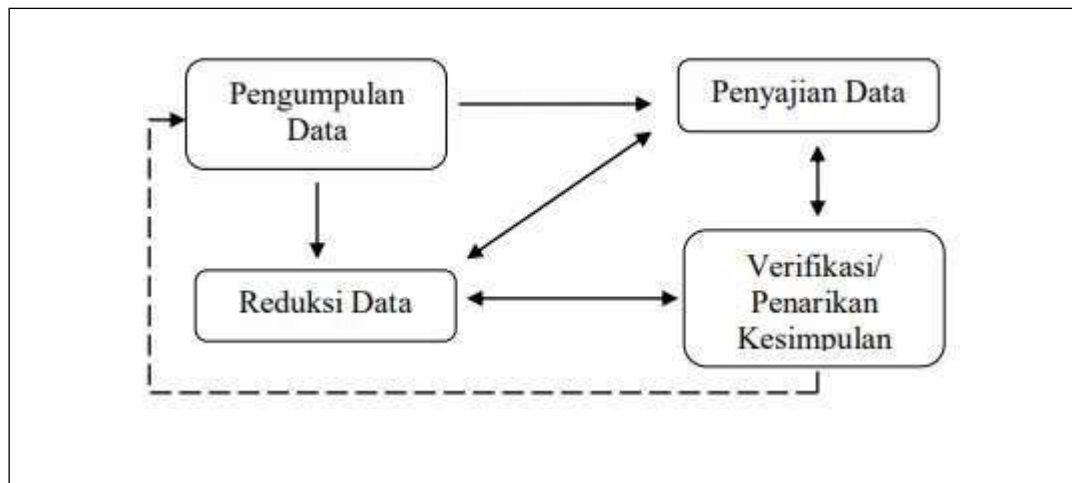 Pengumpulan
Data
Penyajian Data
Reduksi Data
Verifikasi/
Penarikan
Kesimpulan